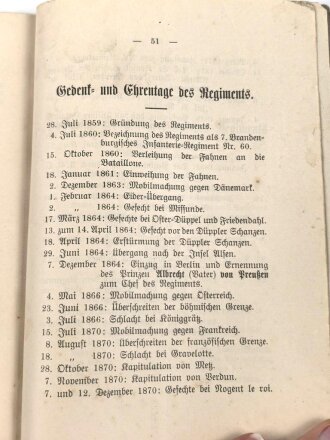 — 51 —
Gedenk- und Ehrentage des Regiments.
28. Juli 1859: Gründung des Regiments.
4. Juli 1860: Bezeichnung des Regiments als 7. Branden-
burgisches Infanterie-Regiment Nr. 60.
15. Oktober 1860: Verleihung der Fahnen an die
Bataillone.
18. Januar 1861: Einweihung der Fahnen.
2. Dezember 1863: Mobilmachung gegen Dänemark.
1. Februar 1864: Eider-Übergang.
2. „ 1864: Gefecht bei Missunde.
17. März 1864: Gefechte bei Oster-Düppel und Friedendahl.
13. zum 14. April 1864: Gefecht vor den Düppler Schanzen.
18. April 1864: Erstürmung der Düppler Schanzen.
29. Juni 1864: Übergang nach der Insel Alsen.
7. Dezember 1864: Einzug in Berlin und Ernennung
des Prinzen Albrecht (Vater) von Preußen
zum Chef des Regiments.
4. Mai 1866: Mobilmachung gegen Österreich.
23. Juni 1866: Überschreiten der böhmischen Grenze.
3. Juli 1866: Schlacht bei Königgrätz.
15. Juli 1870: Mobilmachung gegen Frankreich.
8. August 1870: Überschreiten der französischen Grenze.
18. „ 1870: Schlacht bei Gravelotte.
28. Oktober 1870: Kapitulation von Metz.
7. November 1870: Kapitulation von Verdun.
7. und 12. Dezember 1870: Gefechte bei Nogent le roi.